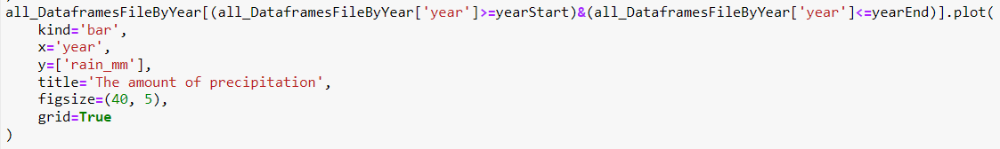 all_DataframesFileByYear[(all_DataframesFileByYear['year']>=yearStart)&(all_DataframesFileByYear['year']<=yearEnd)].plot(
    kind='bar',
    x='year',
    y=['rain_mm'],
    title='The amount of precipitation',
    figsize=(40, 5),
    grid=True
)